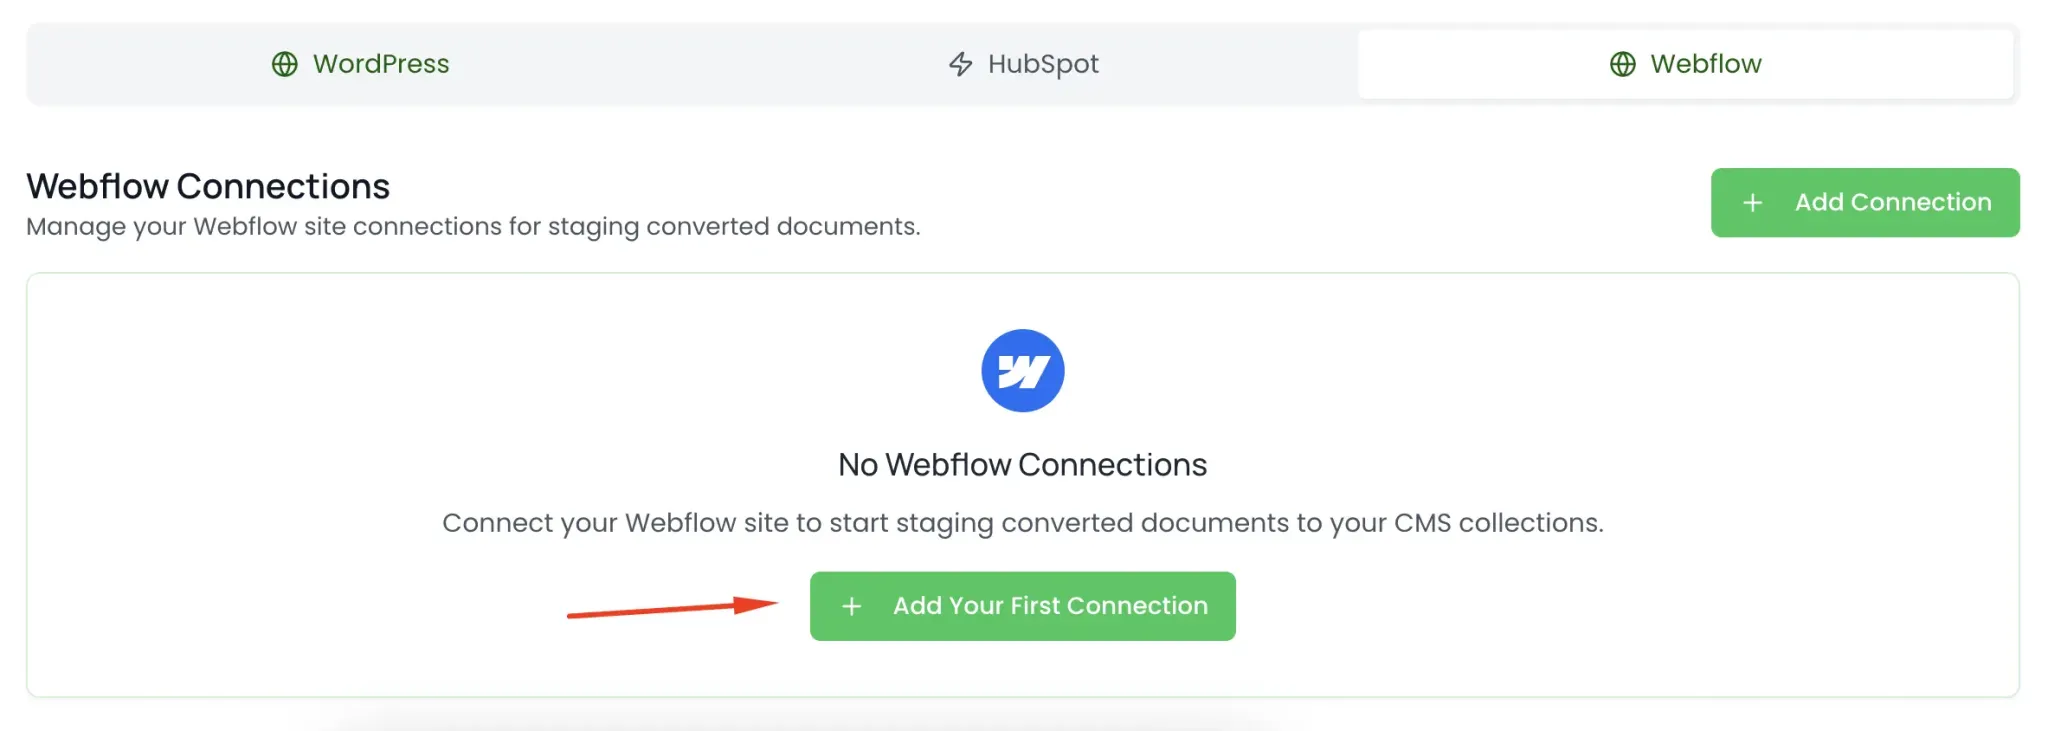 WordPress
HubSpot
Webflow
Webflow Connections
Manage your Webflow site connections for staging converted documents.
+ Add Connection
No Webflow Connections
Connect your Webflow site to start staging converted documents to your CMS collections.
+ Add Your First Connection